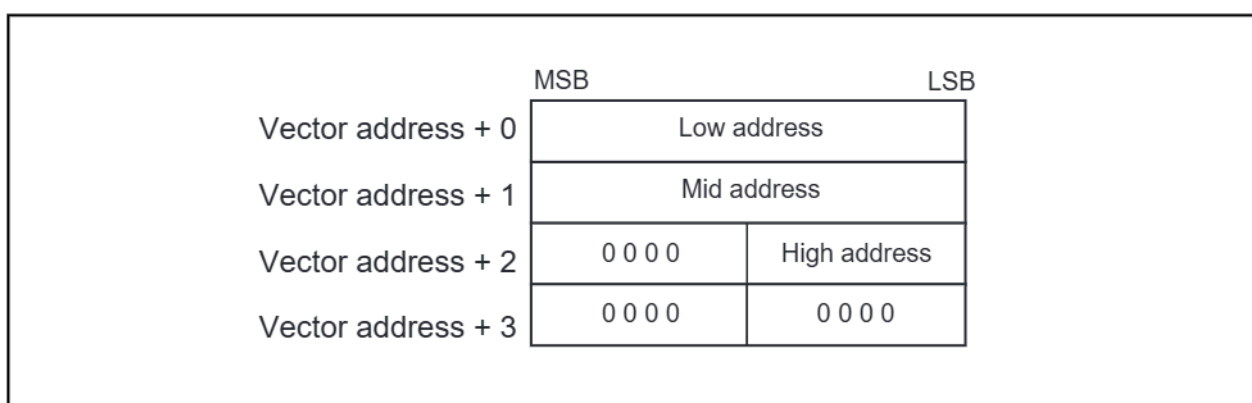 MSB LSB
Vector address + 0 Low address
Vector address + 1 Mid address
Vector address + 2 0 0 0 0 High address
Vector address + 3 0 0 0 0 0 0 0 0